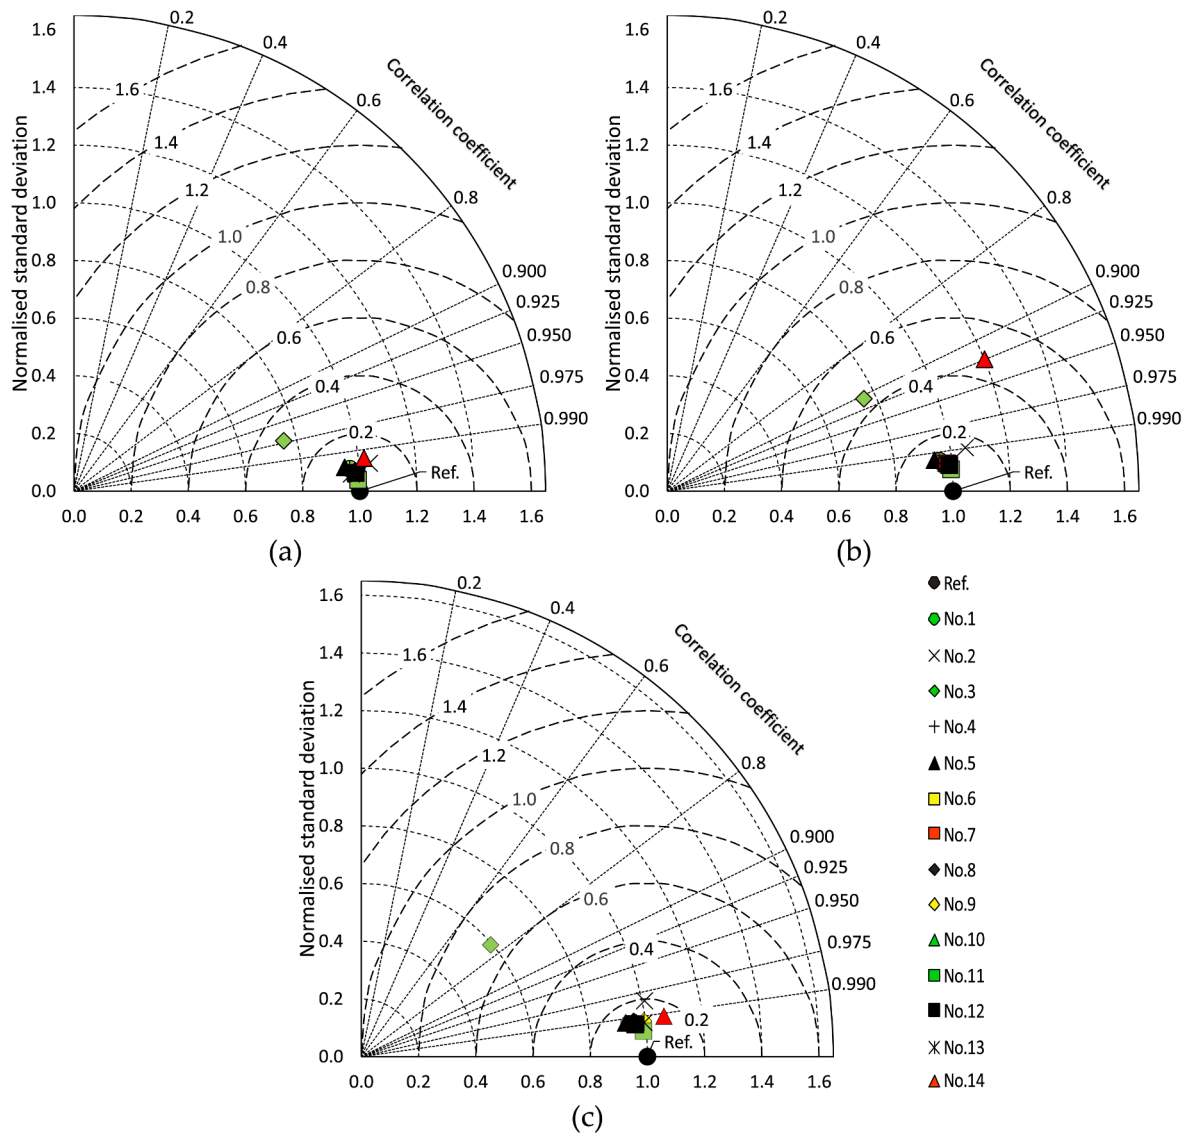 0.2
0.4
0.6
0.8
0.900
0.925
0.950
0.975
0.990
Correlation coefficient
Normalised standard deviation
1.6
1.4
1.2
1.0
0.8
0.6
0.4
0.2
0.0
1.6
1.4
1.2
1.0
0.8
0.6
0.4
0.2
Ref.
0.0 0.2 0.4 0.6 0.8 1.0 1.2 1.4 1.6
(a)
0.2
0.4
0.6
0.8
0.900
0.925
0.950
0.975
0.990
Correlation coefficient
Normalised standard deviation
1.6
1.4
1.2
1.0
0.8
0.6
0.4
0.2
0.0
1.6
1.4
1.2
1.0
0.8
0.6
0.4
0.2
Ref.
0.0 0.2 0.4 0.6 0.8 1.0 1.2 1.4 1.6
(b)
0.2
0.4
0.6
0.8
0.900
0.925
0.950
0.975
0.990
Correlation coefficient
Normalised standard deviation
1.6
1.4
1.2
1.0
0.8
0.6
0.4
0.2
0.0
1.6
1.4
1.2
1.0
0.8
0.6
0.4
0.2
Ref.
0.0 0.2 0.4 0.6 0.8 1.0 1.2 1.4 1.6
(c)
Ref.
No.1
No.2
No.3
No.4
No.5
No.6
No.7
No.8
No.9
No.10
No.11
No.12
No.13
No.14